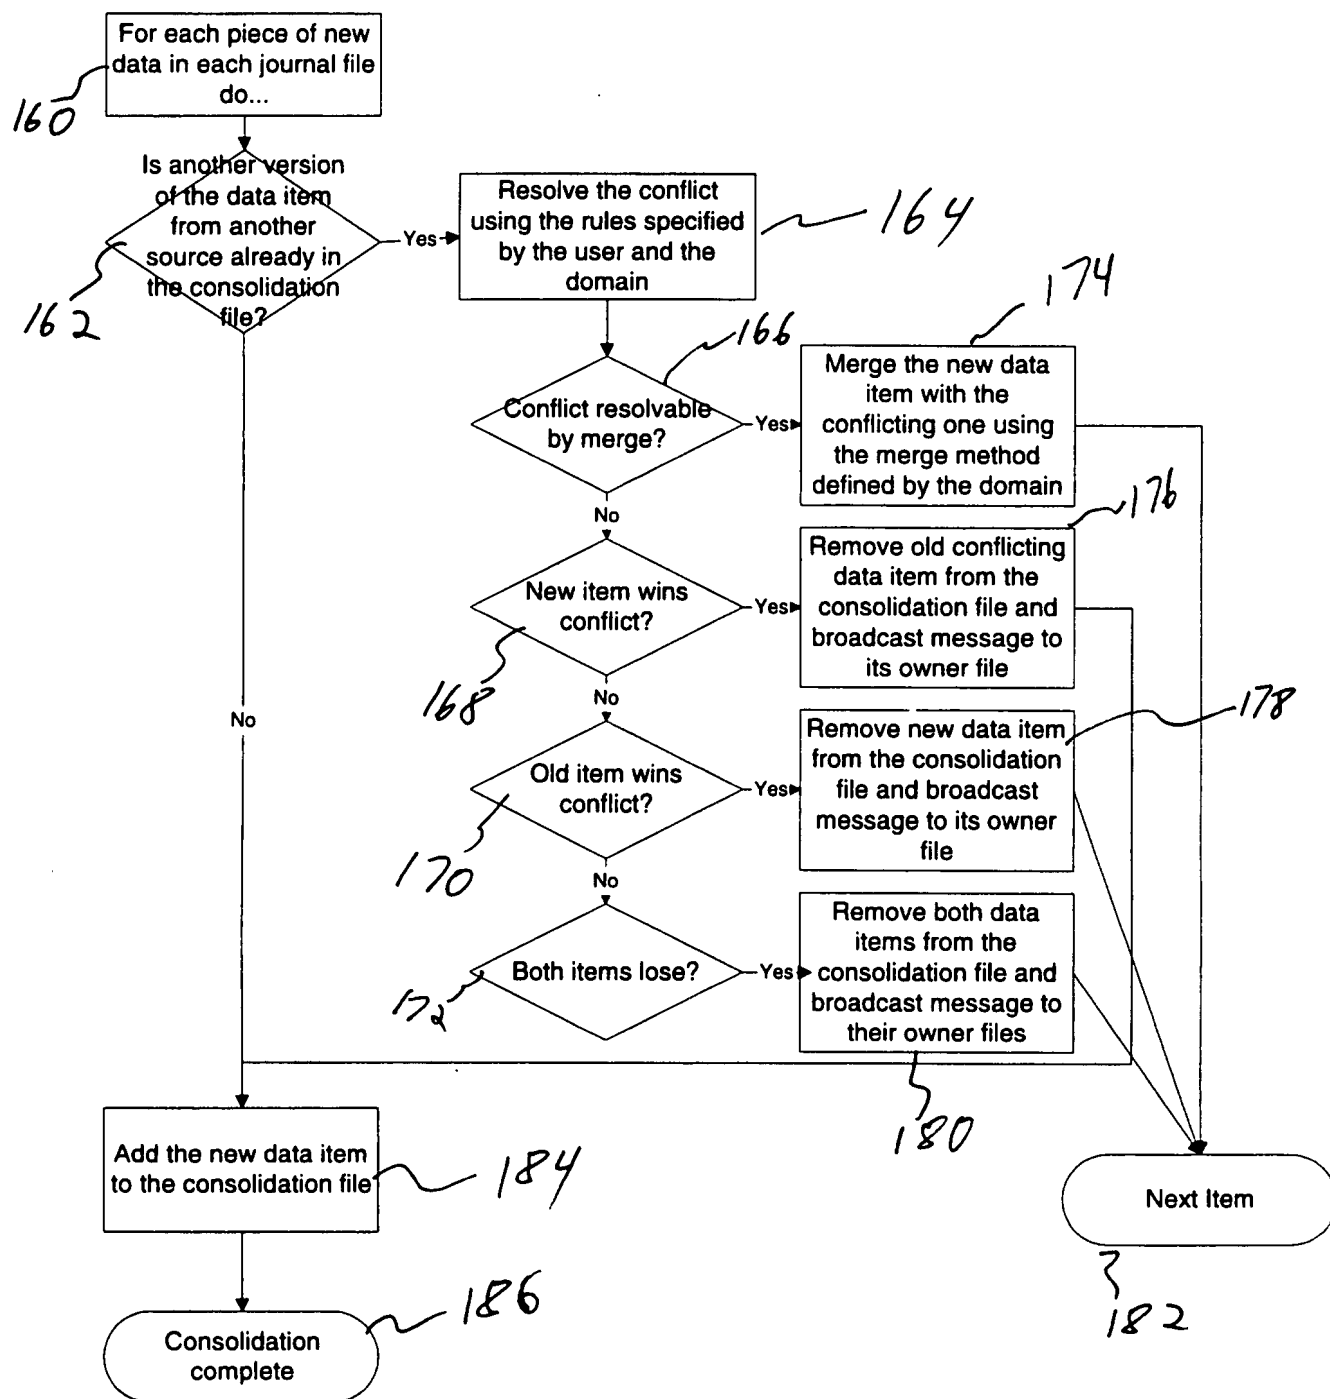 For each piece of new
data in each journal file
do...
160
Is another version
of the data item
from another
source already in
the consolidation
file?
162
Yes
Resolve the conflict
using the rules specified
by the user and the
domain
164
166
Conflict resolvable
by merge?
Yes
174
Merge the new data
item with the
conflicting one using
the merge method
defined by the domain
No
176
New item wins
conflict?
168
Yes
Remove old conflicting
data item from the
consolidation file and
broadcast message to
its owner file
No
No
178
Old item wins
conflict?
170
Yes
Remove new data item
from the consolidation
file and broadcast
message to its owner
file
No
Both items lose?
172
Yes
Remove both data
items from the
consolidation file and
broadcast message to
their owner files
180
Add the new data item
to the consolidation file
184
Next Item
182
Consolidation
complete
186